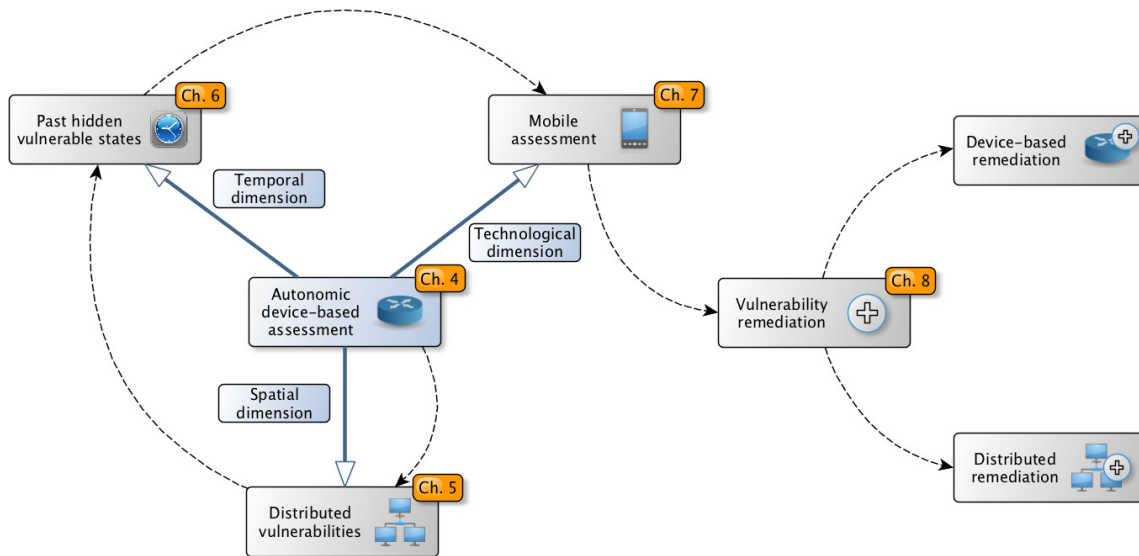 Ch. 6
Past hidden
vulnerable states
Ch. 7
Mobile
assessment
Device-based
remediation
Temporal
dimension
Technological
dimension
Ch. 4
Autonomic
device-based
assessment
Ch. 8
Vulnerability
remediation
Spatial
dimension
Ch. 5
Distributed
vulnerabilities
Distributed
remediation